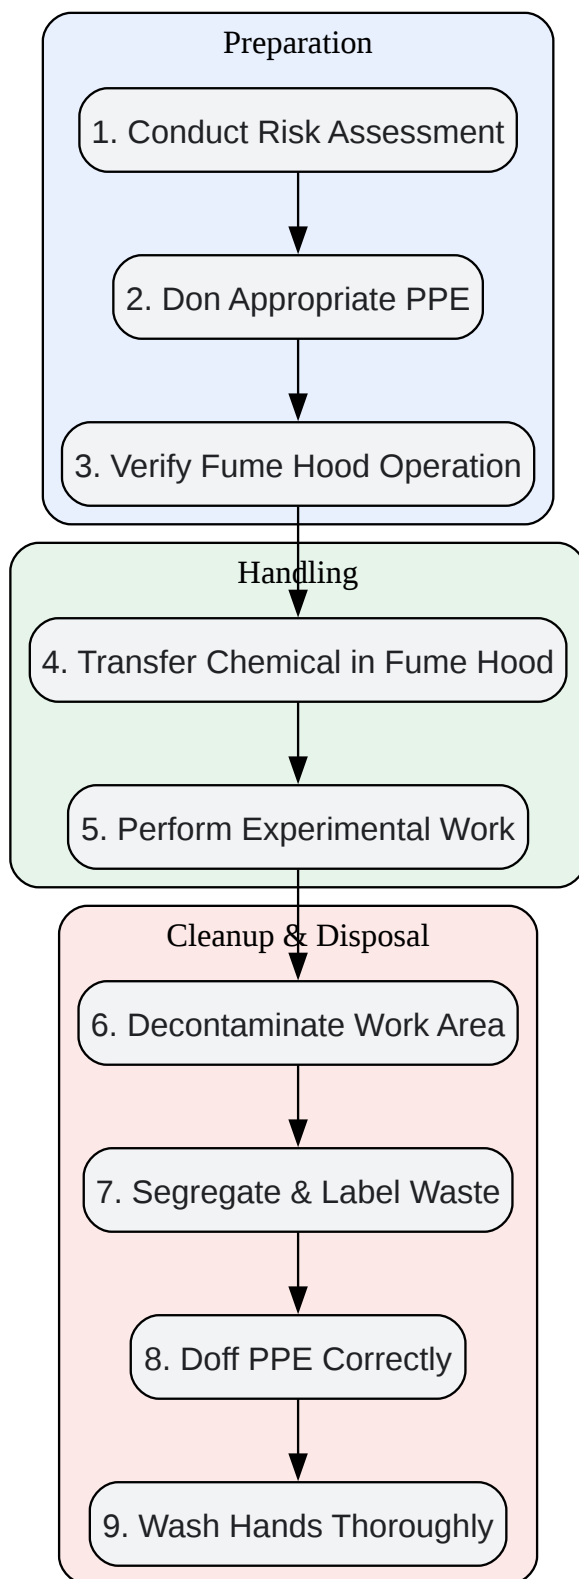 Preparation
1. Conduct Risk Assessment
2. Don Appropriate PPE
3. Verify Fume Hood Operation
Handling
4. Transfer Chemical in Fume Hood
5. Perform Experimental Work
Cleanup & Disposal
6. Decontaminate Work Area
7. Segregate & Label Waste
8. Doff PPE Correctly
9. Wash Hands Thoroughly